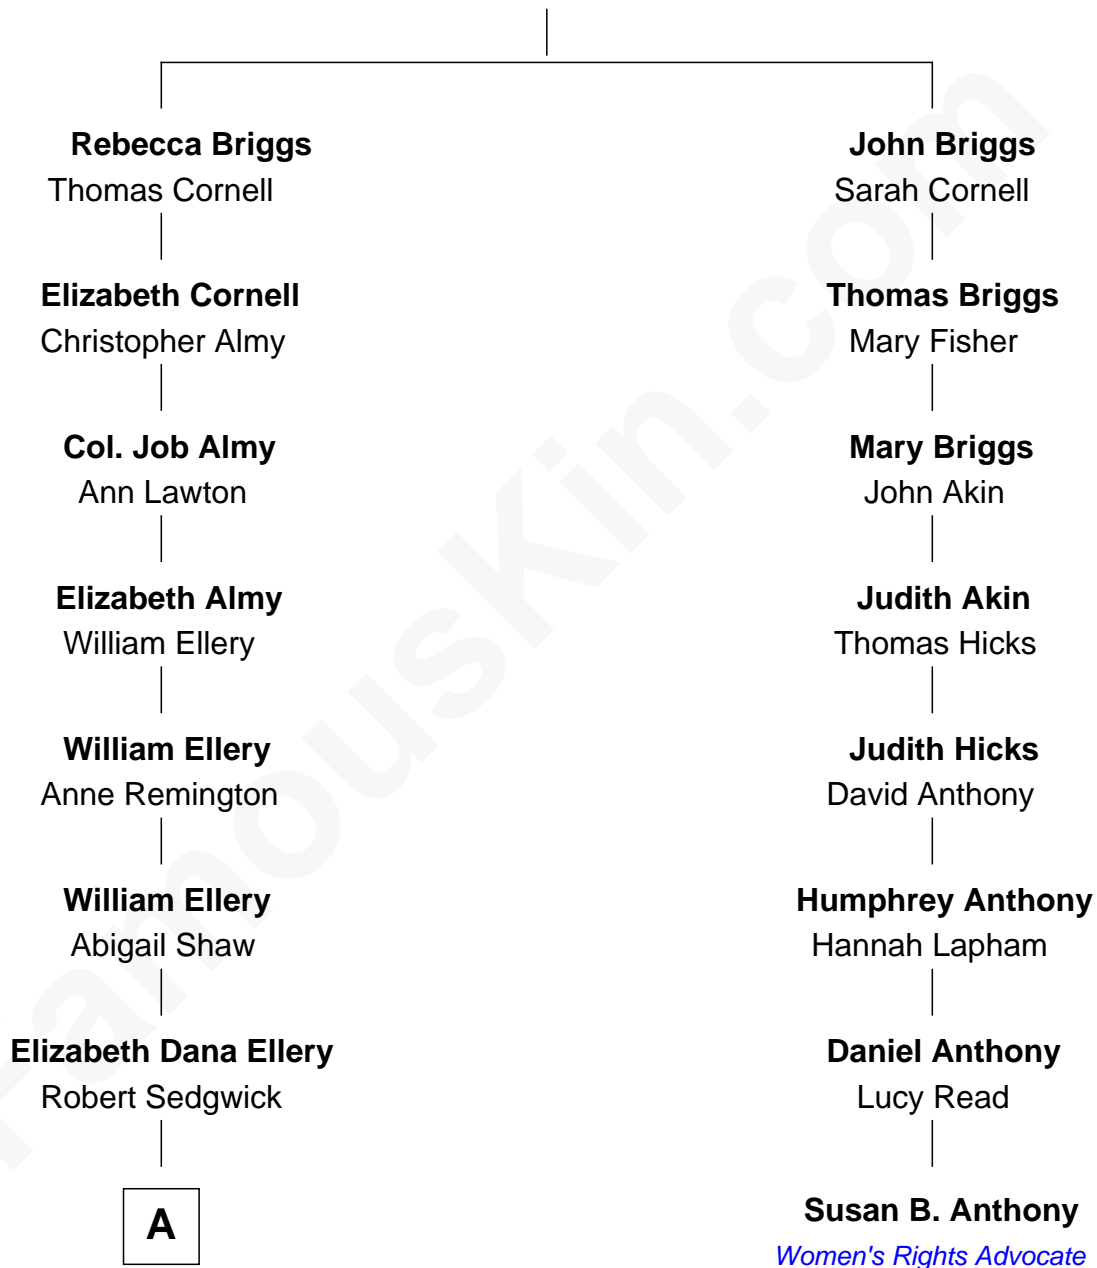 Rebecca Briggs
Thomas Cornell
Elizabeth Cornell
Christopher Almy
Col. Job Almy
Ann Lawton
Elizabeth Almy
William Ellery
William Ellery
Anne Remington
William Ellery
Abigail Shaw
Elizabeth Dana Ellery
Robert Sedgwick
A
John Briggs
Sarah Cornell
Thomas Briggs
Mary Fisher
Mary Briggs
John Akin
Judith Akin
Thomas Hicks
Judith Hicks
David Anthony
Humphrey Anthony
Hannah Lapham
Daniel Anthony
Lucy Read
Susan B. Anthony
Women's Rights Advocate
FamousKin.com